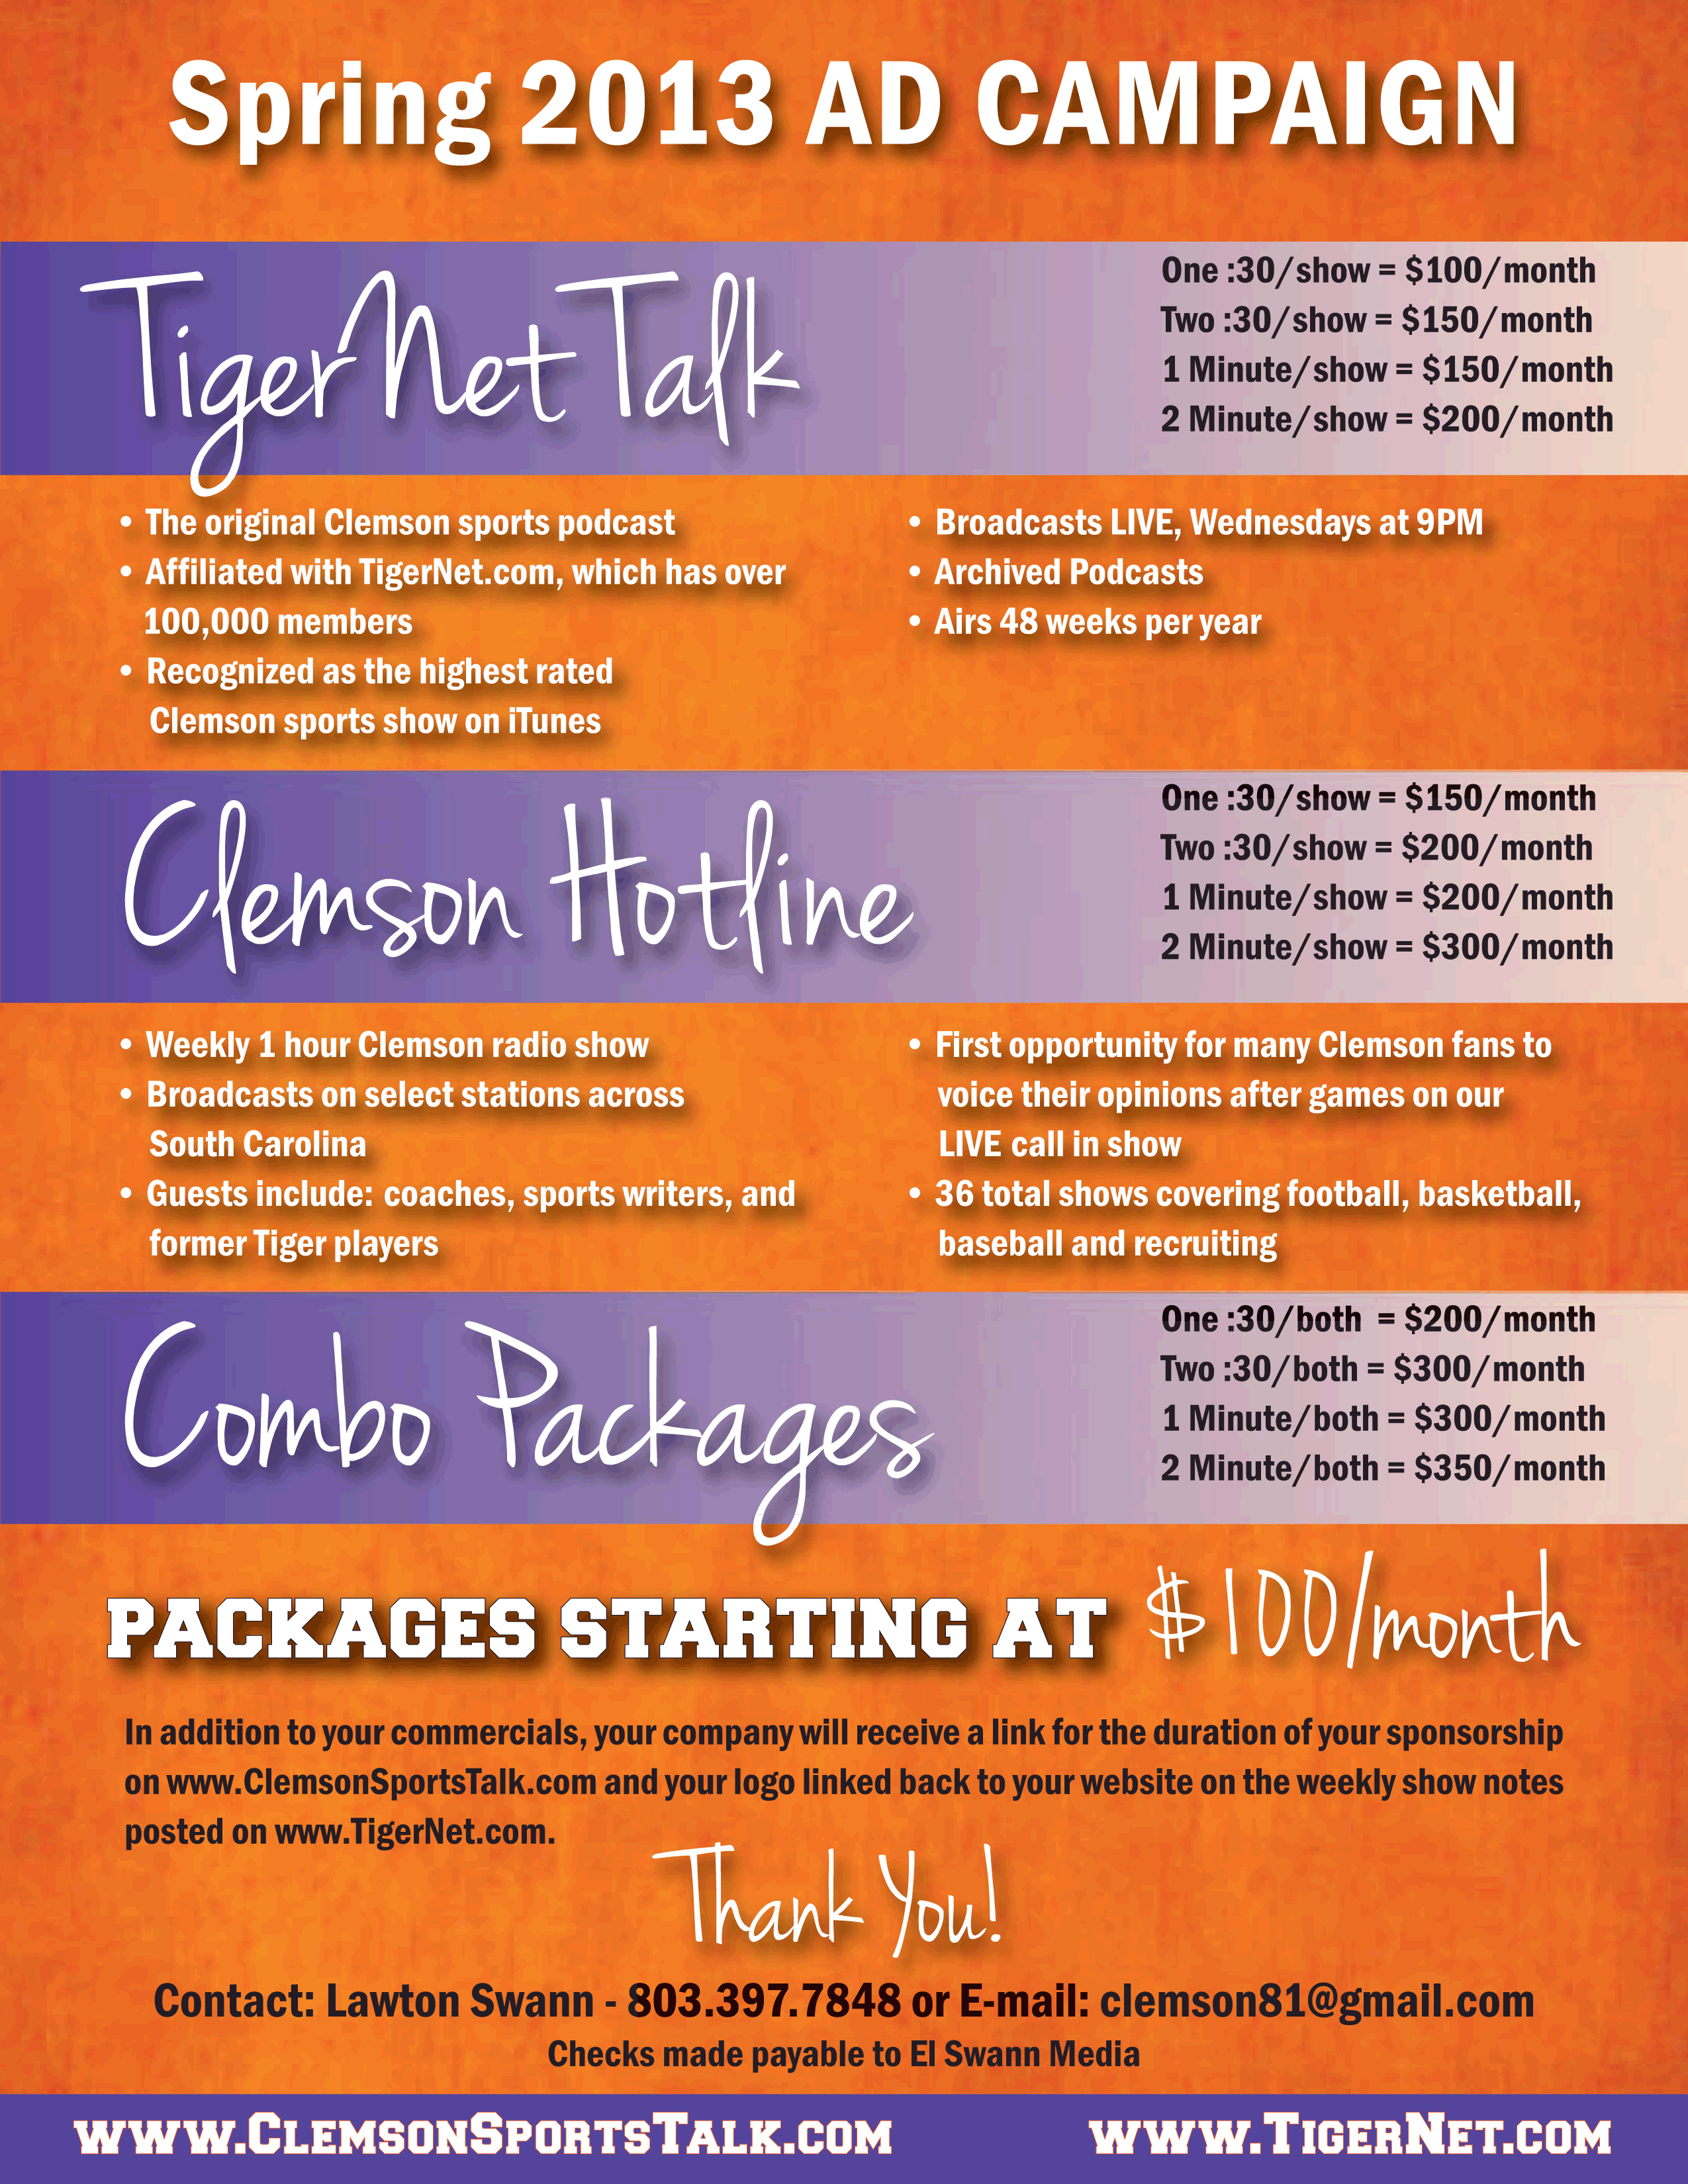 Spring 2013 AD CAMPAIGN
TigerNet Talk
One :30/show = $100/month
Two :30/show = $150/month
1 Minute/show = $150/month
2 Minute/show = $200/month
• The original Clemson sports podcast
• Affiliated with TigerNet.com, which has over
100,000 members
• Recognized as the highest rated
Clemson sports show on iTunes
• Broadcasts LIVE, Wednesdays at 9PM
• Archived Podcasts
• Airs 48 weeks per year
Clemson Hotline
One :30/show = $150/month
Two :30/show = $200/month
1 Minute/show = $200/month
2 Minute/show = $300/month
• Weekly 1 hour Clemson radio show
• Broadcasts on select stations across
South Carolina
• Guests include: coaches, sports writers, and
former Tiger players
• First opportunity for many Clemson fans to
voice their opinions after games on our
LIVE call in show
• 36 total shows covering football, basketball,
baseball and recruiting
Combo Packages
One :30/both = $200/month
Two :30/both = $300/month
1 Minute/both = $300/month
2 Minute/both = $350/month
PACKAGES STARTING AT $100/month
In addition to your commercials, your company will receive a link for the duration of your sponsorship
on www.ClemsonSportsTalk.com and your logo linked back to your website on the weekly show notes
posted on www.TigerNet.com.
Thank You!
Contact: Lawton Swann - 803.397.7848 or E-mail: clemson81@gmail.com
Checks made payable to El Swann Media
www.ClemsonSportsTalk.com
www.TigerNet.com